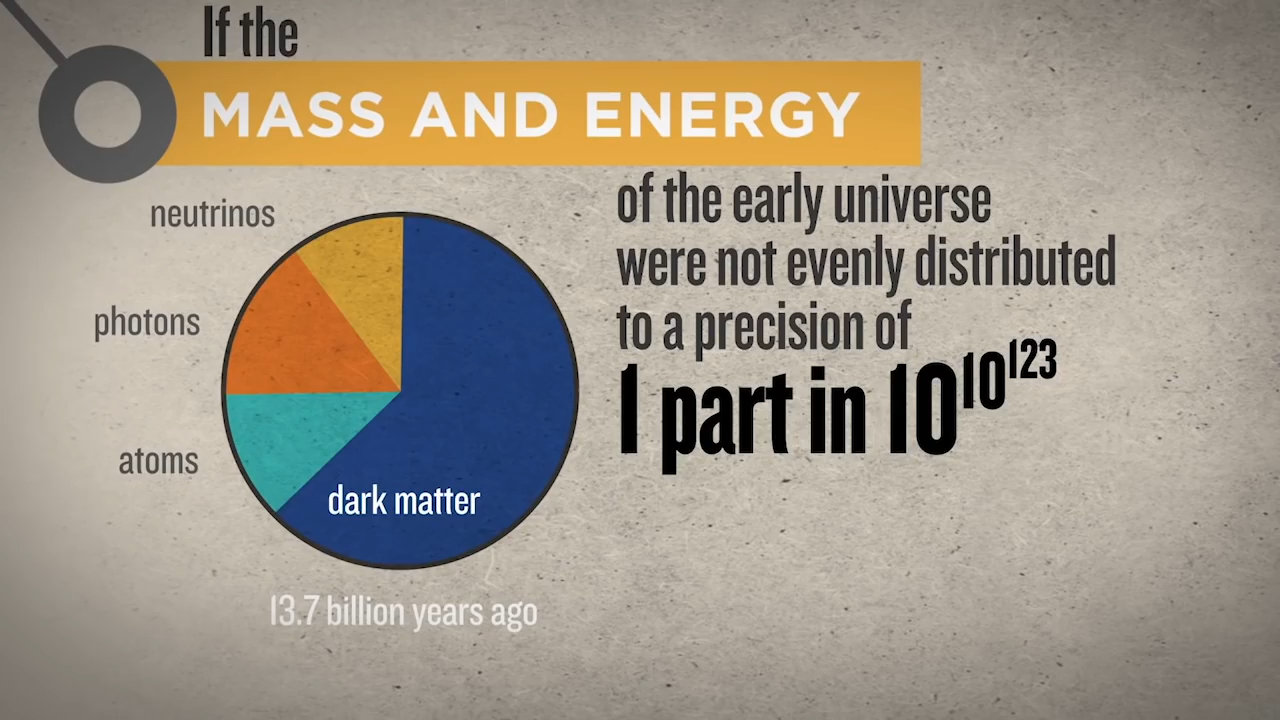 If the
MASS AND ENERGY
of the early universe
were not evenly distributed
to a precision of
1 part in 10^10^123
neutrinos
photons
atoms
dark matter
13.7 billion years ago